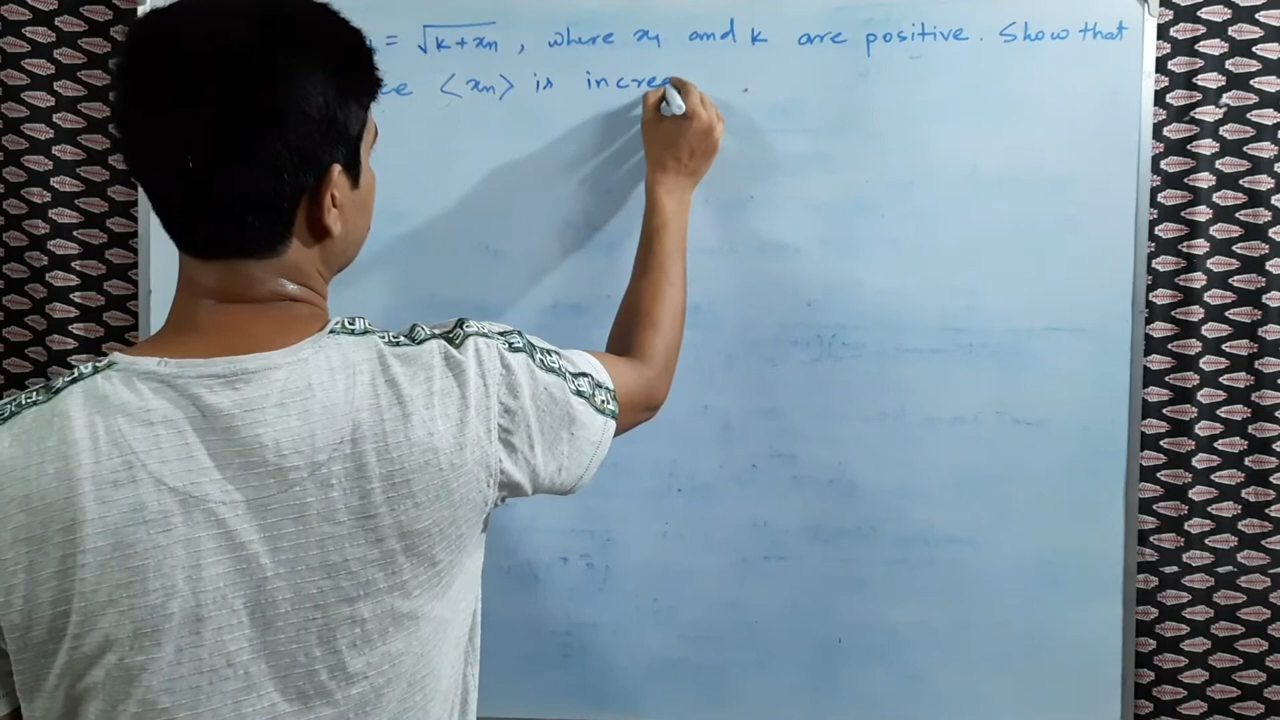 = √(k+xn), where x1 and k are positive. Show that
⟨xn⟩ is increa